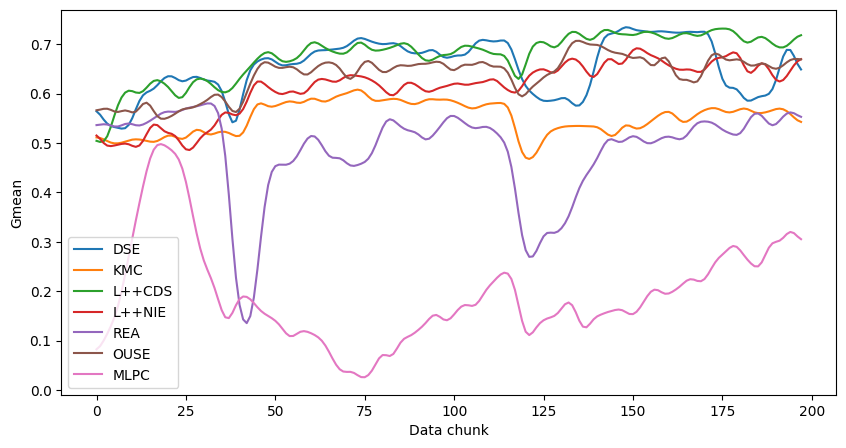 Gmean
0.7
0.6
0.5
0.4
0.3
0.2
0.1
0.0
DSE
KMC
L++CDS
L++NIE
REA
OUSE
MLPC
0 25 50 75 100 125 150 175 200
Data chunk